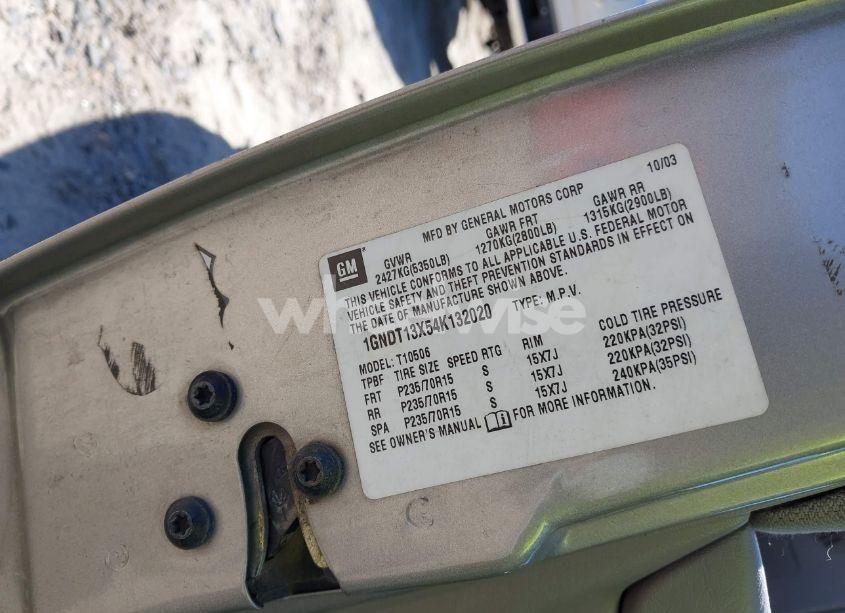 10/03
MFD BY GENERAL MOTORS CORP
GM
GVWR GAWR FRT GAWR RR
2427KG(5350LB) 1270KG(2800LB) 1315KG(2900LB)
THIS VEHICLE CONFORMS TO ALL APPLICABLE U.S. FEDERAL MOTOR
VEHICLE SAFETY AND THEFT PREVENTION STANDARDS IN EFFECT ON
THE DATE OF MANUFACTURE SHOWN ABOVE.
1GNDT13X54K132020 TYPE: M.P.V.
MODEL: T10506
TPBF TIRE SIZE SPEED RTG RIM COLD TIRE PRESSURE
FRT P235/70R15 S 15X7J 220KPA(32PSI)
RR P235/70R15 S 15X7J 220KPA(32PSI)
SPA P235/70R15 S 15X7J 240KPA(35PSI)
SEE OWNER'S MANUAL FOR MORE INFORMATION.